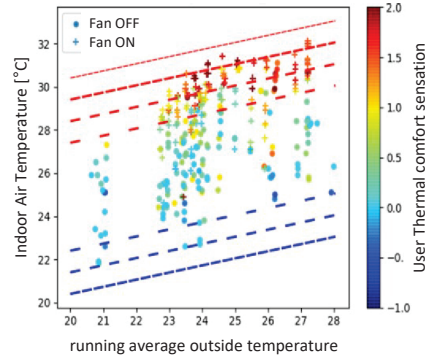 Fan OFF
Fan ON
Indoor Air Temperature [°C]
32
30
28
26
24
22
20
20 21 22 23 24 25 26 27 28
running average outside temperature
2.0
1.5
1.0
0.5
0.0
−0.5
−1.0
User Thermal comfort sensation